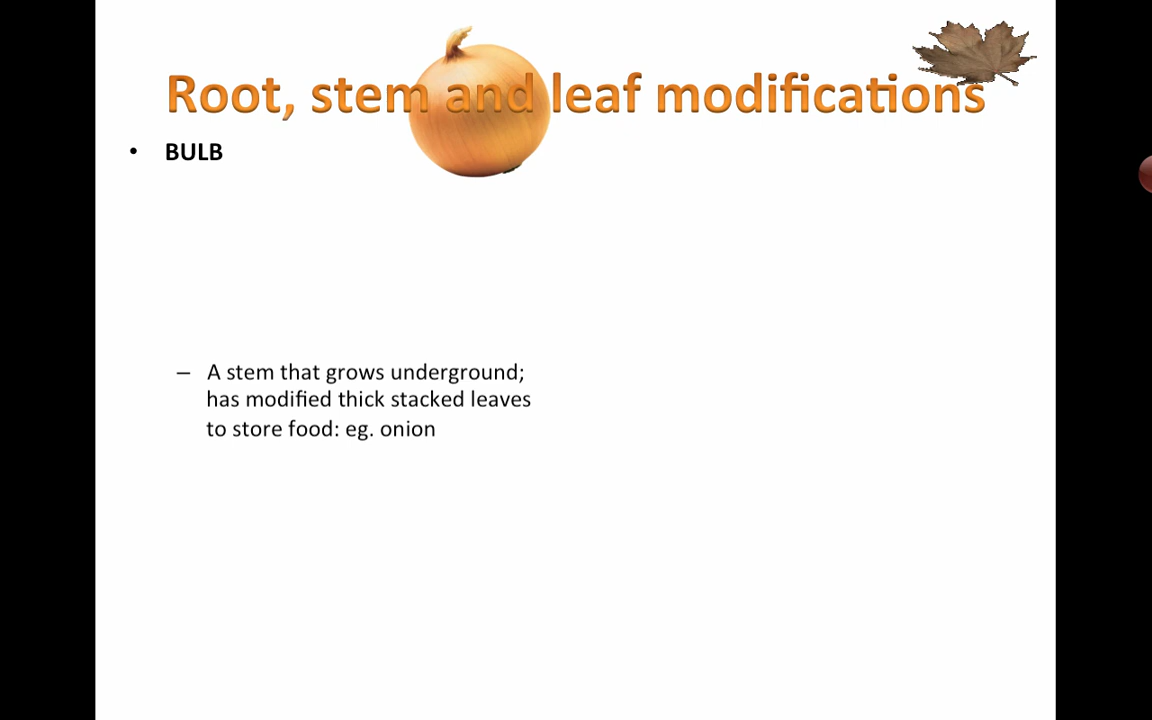 Root, stem and leaf modifications
• BULB
– A stem that grows underground;
has modified thick stacked leaves
to store food: eg. onion